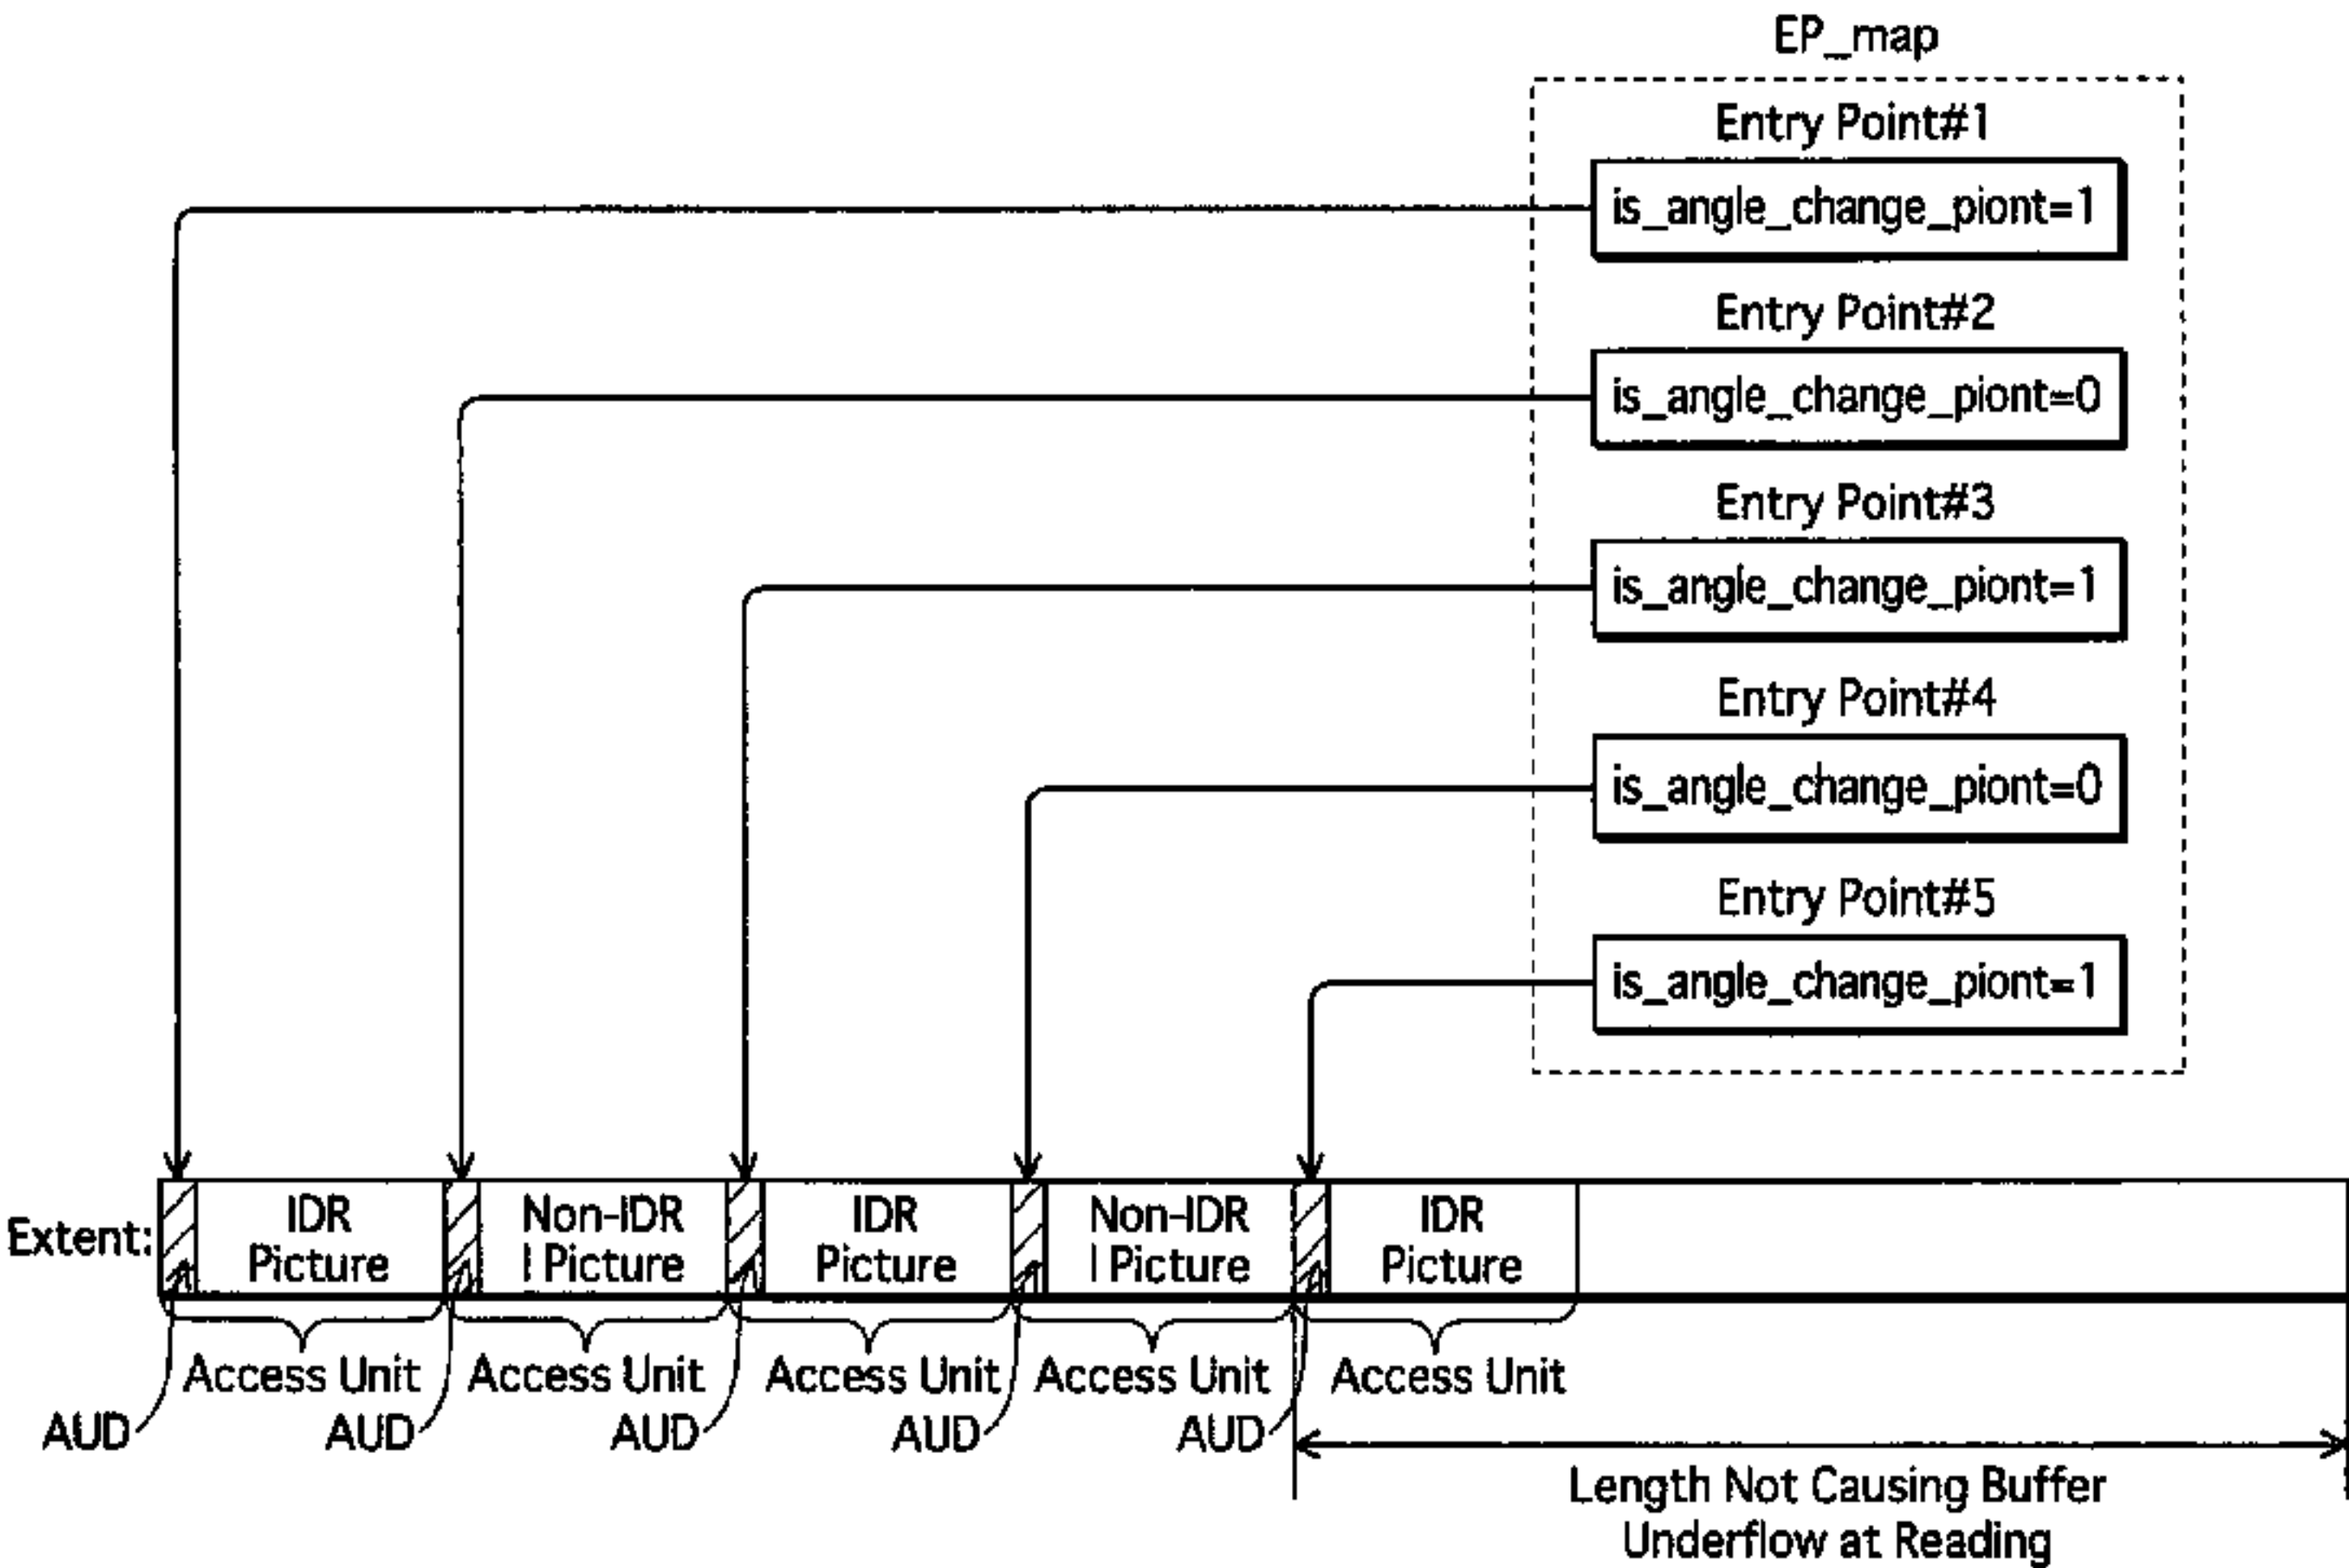 EP_map
Entry Point#1
is_angle_change_piont=1
Entry Point#2
is_angle_change_piont=0
Entry Point#3
is_angle_change_piont=1
Entry Point#4
is_angle_change_piont=0
Entry Point#5
is_angle_change_piont=1
Extent:
IDR
Picture
Non-IDR
I Picture
IDR
Picture
Non-IDR
I Picture
IDR
Picture
Access Unit
Access Unit
Access Unit
Access Unit
Access Unit
AUD
AUD
AUD
AUD
AUD
Length Not Causing Buffer
Underflow at Reading